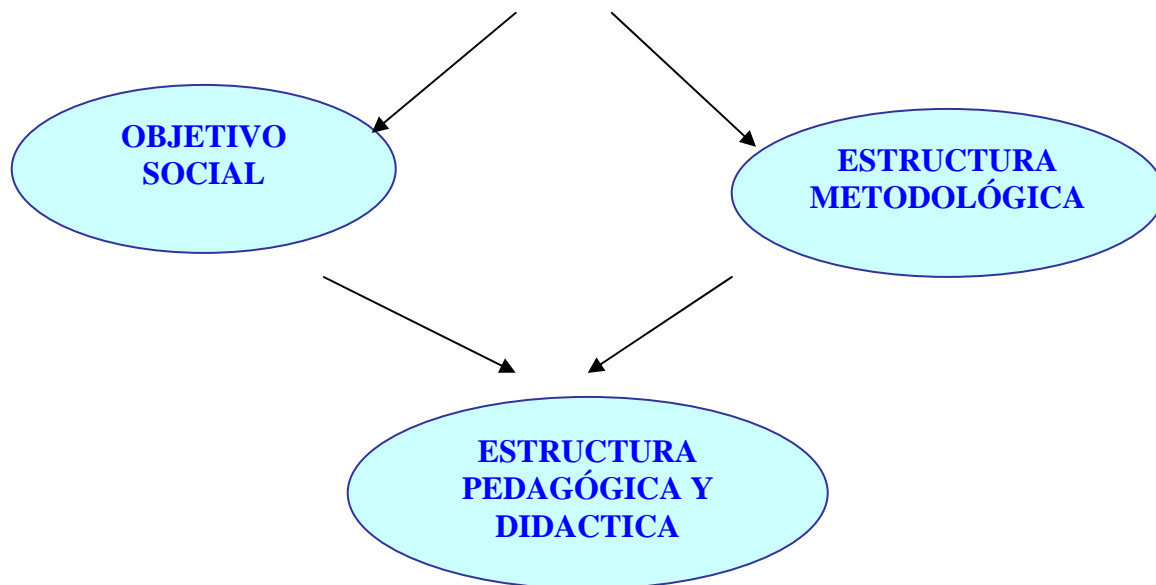 OBJETIVO
SOCIAL
ESTRUCTURA
METODOLÓGICA
ESTRUCTURA
PEDAGÓGICA Y
DIDACTICA